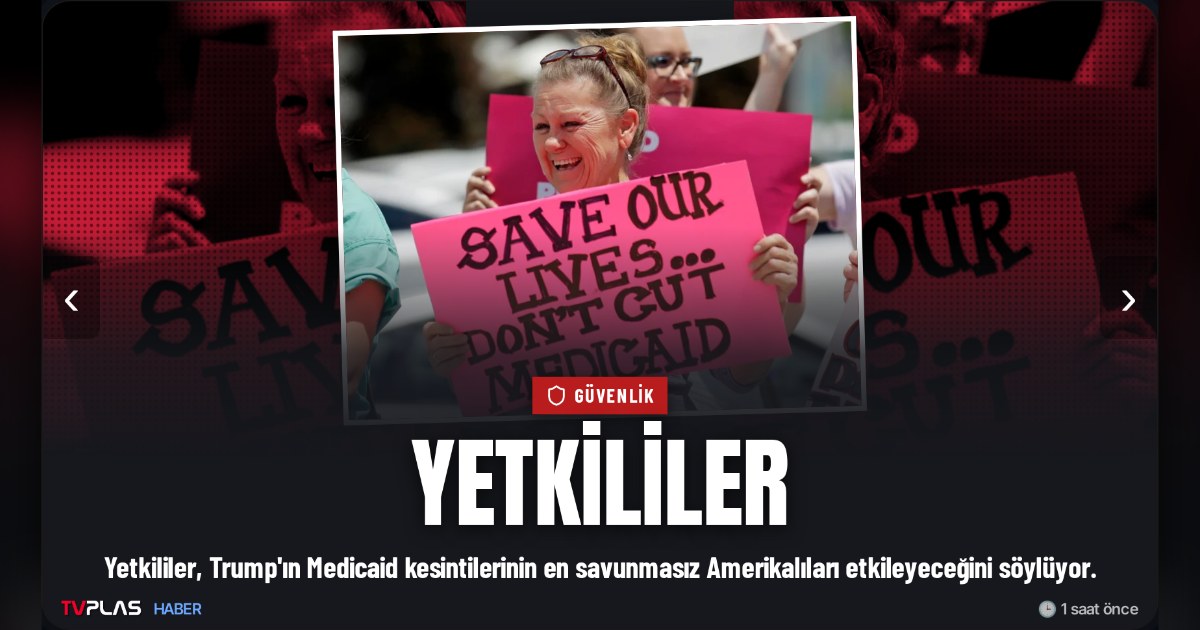 SAVE OUR
LIVES...
DON'T CUT
MEDICAID
GÜVENLİK
YETKİLİLER
Yetkililer, Trump'ın Medicaid kesintilerinin en savunmasız Amerikalıları etkileyeceğini söylüyor.
TVPLAS HABER
1 saat önce